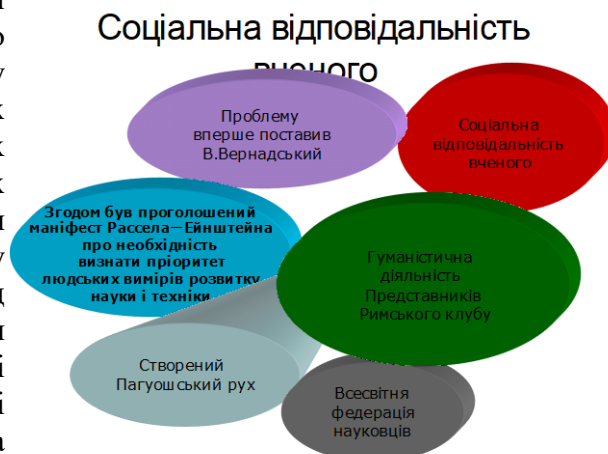 Соціальна відповідальність
вченого
Проблему
вперше поставив
В.Вернадський
Соціальна
відповідальність
вченого
Згодом був проголошений
маніфест Рассела—Ейнштейна
про необхідність
визнати пріоритет
людських вимірів розвитку
науки і техніки
Гуманістична
діяльність
Представників
Римського клубу
Створений
Пагуошський рух
Всесвітня
федерація
науковців